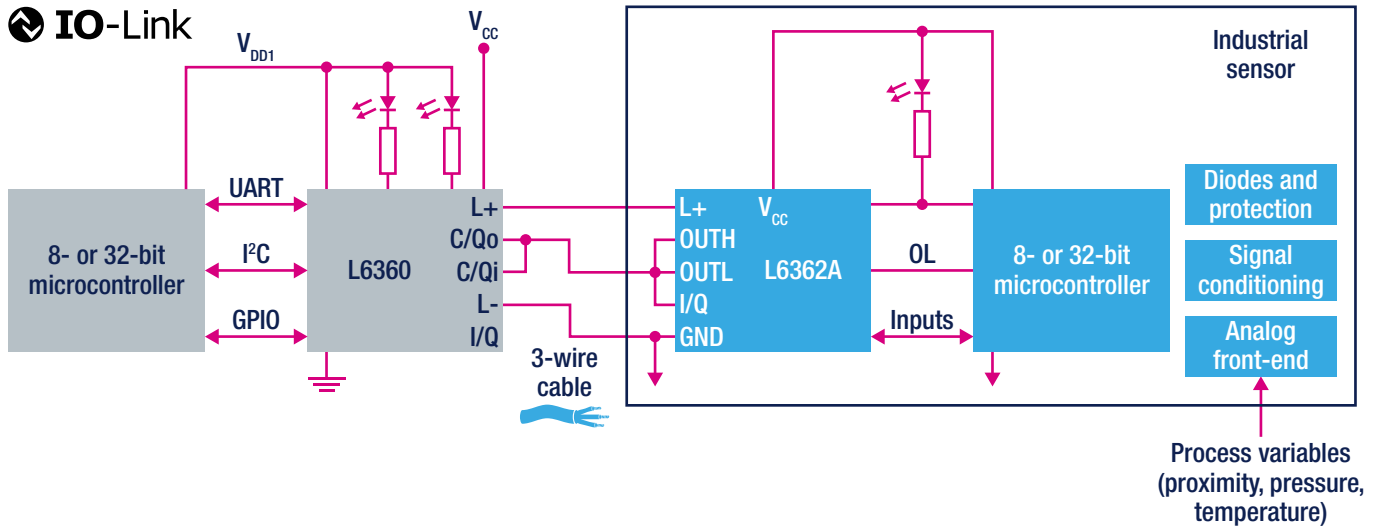 IO-Link
VDD1
VCC
Industrial
sensor
8- or 32-bit
microcontroller
UART
I²C
GPIO
L6360
L+
C/Qo
C/Qi
L-
I/Q
3-wire
cable
L+
VCC
OUTH
OUTL
I/Q
GND
L6362A
OL
Inputs
8- or 32-bit
microcontroller
Diodes and
protection
Signal
conditioning
Analog
front-end
Process variables
(proximity, pressure,
temperature)